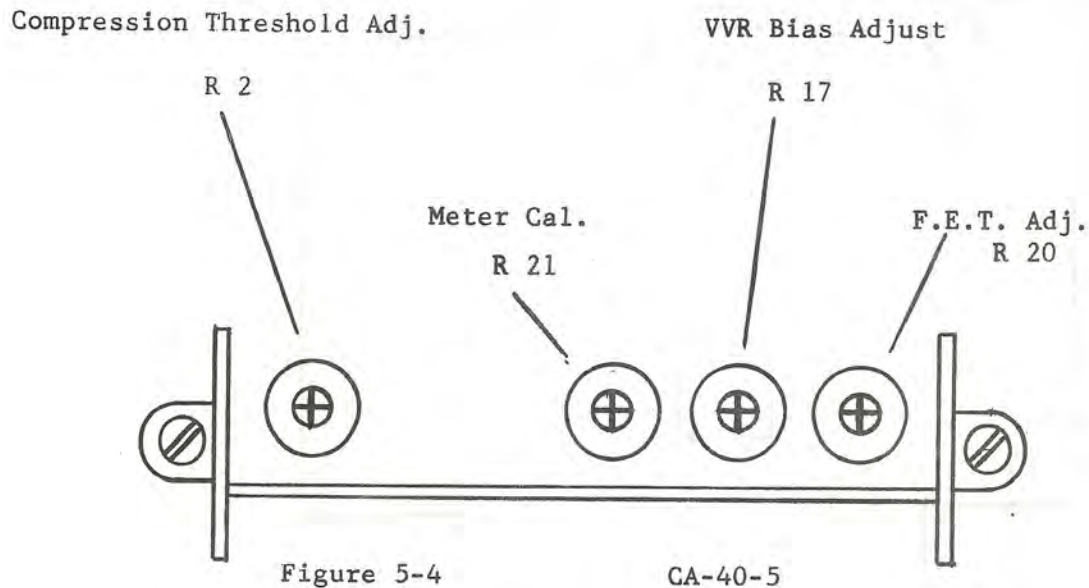 Compression Threshold Adj.
R 2
VVR Bias Adjust
R 17
Meter Cal.
R 21
F.E.T. Adj.
R 20
Figure 5-4
CA-40-5